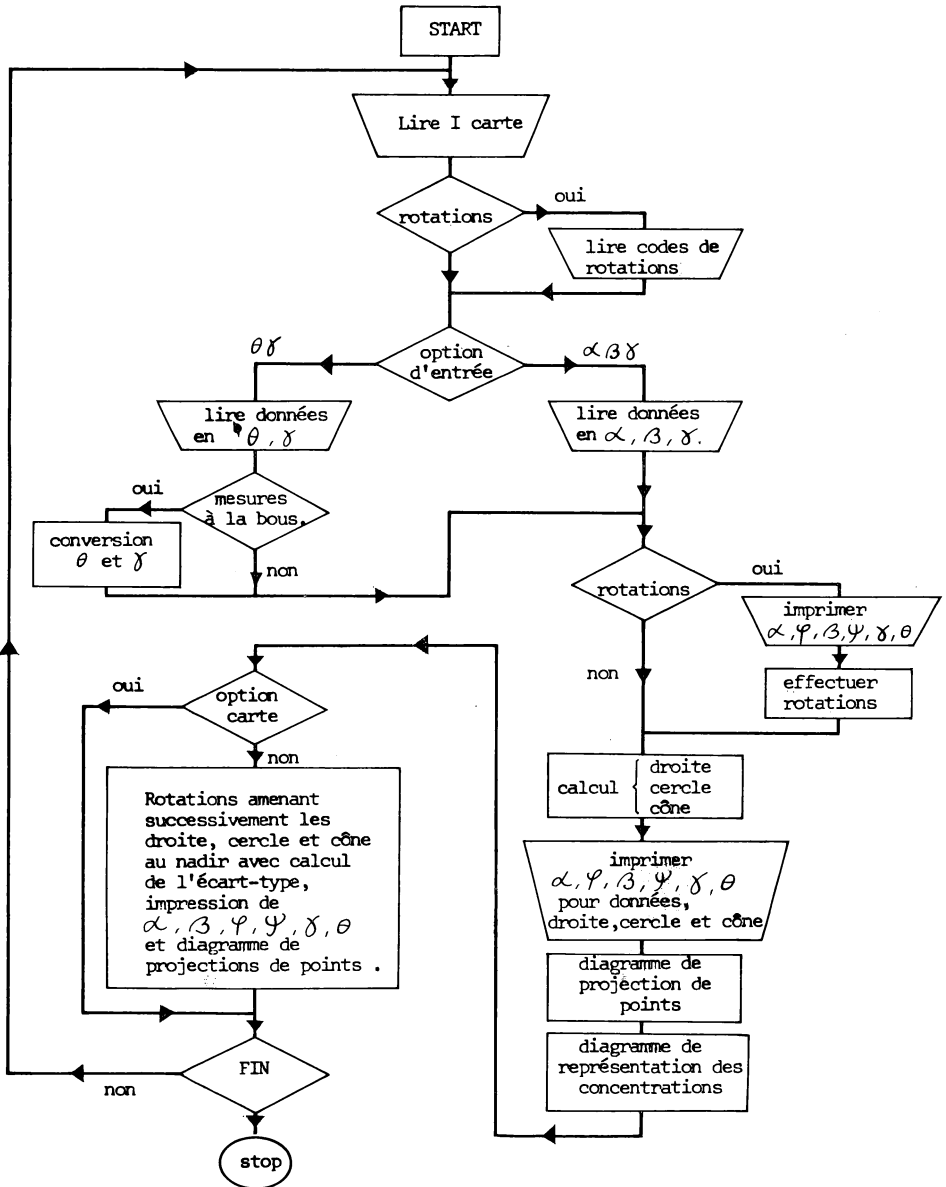 START
Lire I carte
rotations
oui
lire codes de
rotations
option
d'entrée
θ γ
α β γ
lire données
en θ, γ
lire données
en α, β, γ.
mesures
à la bous.
oui
non
conversion
θ et γ
rotations
oui
non
imprimer
α, φ, β, ψ, γ, θ
effectuer
rotations
calcul { droite
cercle
cône
imprimer
α, φ, β, ψ, γ, θ
pour données,
droite, cercle et cône
diagramme de
projection de
points
diagramme de
représentation des
concentrations
option
carte
oui
non
Rotations amenant
successivement les
droite, cercle et cône
au nadir avec calcul
de l'écart-type,
impression de
α, β, φ, ψ, γ, θ
et diagramme de
projections de points .
FIN
non
stop